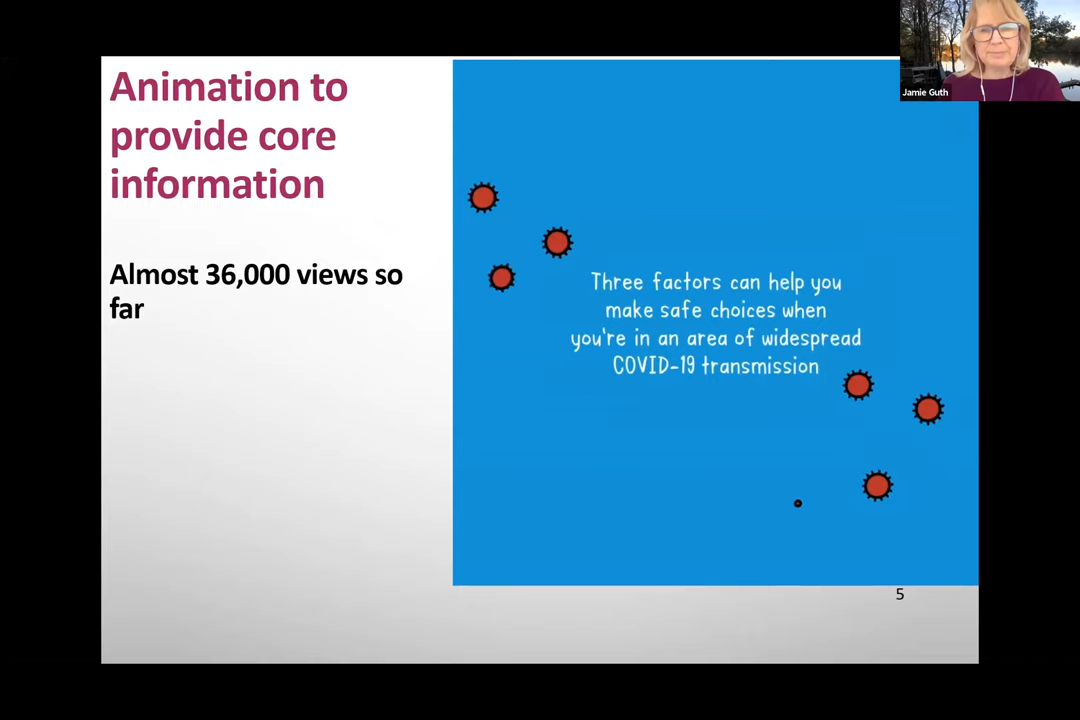 Animation to
provide core
information
Almost 36,000 views so
far
Three factors can help you
make safe choices when
you're in an area of widespread
COVID-19 transmission
5
Jamie Guth